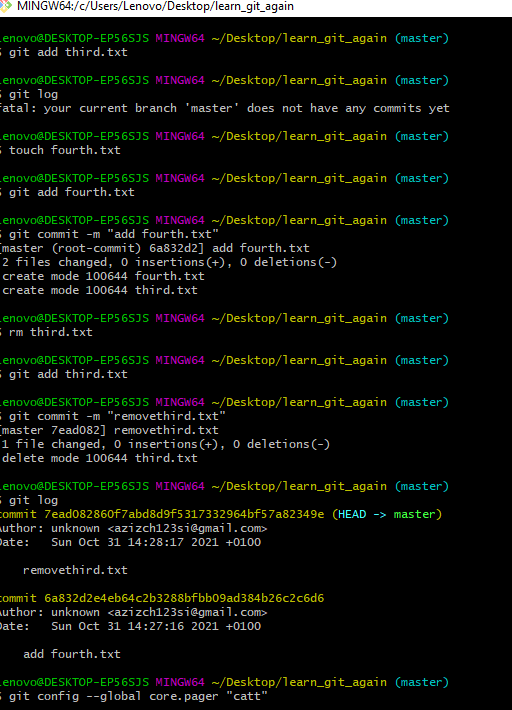 MINGW64:/c/Users/Lenovo/Desktop/learn_git_again
enovo@DESKTOP-EP56SJS MINGW64 ~/Desktop/learn_git_again (master)
$ git add third.txt
enovo@DESKTOP-EP56SJS MINGW64 ~/Desktop/learn_git_again (master)
$ git log
fatal: your current branch 'master' does not have any commits yet
enovo@DESKTOP-EP56SJS MINGW64 ~/Desktop/learn_git_again (master)
$ touch fourth.txt
enovo@DESKTOP-EP56SJS MINGW64 ~/Desktop/learn_git_again (master)
$ git add fourth.txt
enovo@DESKTOP-EP56SJS MINGW64 ~/Desktop/learn_git_again (master)
$ git commit -m "add fourth.txt"
[master (root-commit) 6a832d2] add fourth.txt
2 files changed, 0 insertions(+), 0 deletions(-)
create mode 100644 fourth.txt
create mode 100644 third.txt
enovo@DESKTOP-EP56SJS MINGW64 ~/Desktop/learn_git_again (master)
$ rm third.txt
enovo@DESKTOP-EP56SJS MINGW64 ~/Desktop/learn_git_again (master)
$ git add third.txt
enovo@DESKTOP-EP56SJS MINGW64 ~/Desktop/learn_git_again (master)
$ git commit -m "removethird.txt"
[master 7ead082] removethird.txt
1 file changed, 0 insertions(+), 0 deletions(-)
delete mode 100644 third.txt
enovo@DESKTOP-EP56SJS MINGW64 ~/Desktop/learn_git_again (master)
$ git log
commit 7ead082860f7abd8d9f5317332964bf57a82349e (HEAD -> master)
Author: unknown <azizch123si@gmail.com>
Date: Sun Oct 31 14:28:17 2021 +0100
removethird.txt
commit 6a832d2e4eb64c2b3288bfbb09ad384b26c2c6d6
Author: unknown <azizch123si@gmail.com>
Date: Sun Oct 31 14:27:16 2021 +0100
add fourth.txt
enovo@DESKTOP-EP56SJS MINGW64 ~/Desktop/learn_git_again (master)
$ git config --global core.pager "catt"